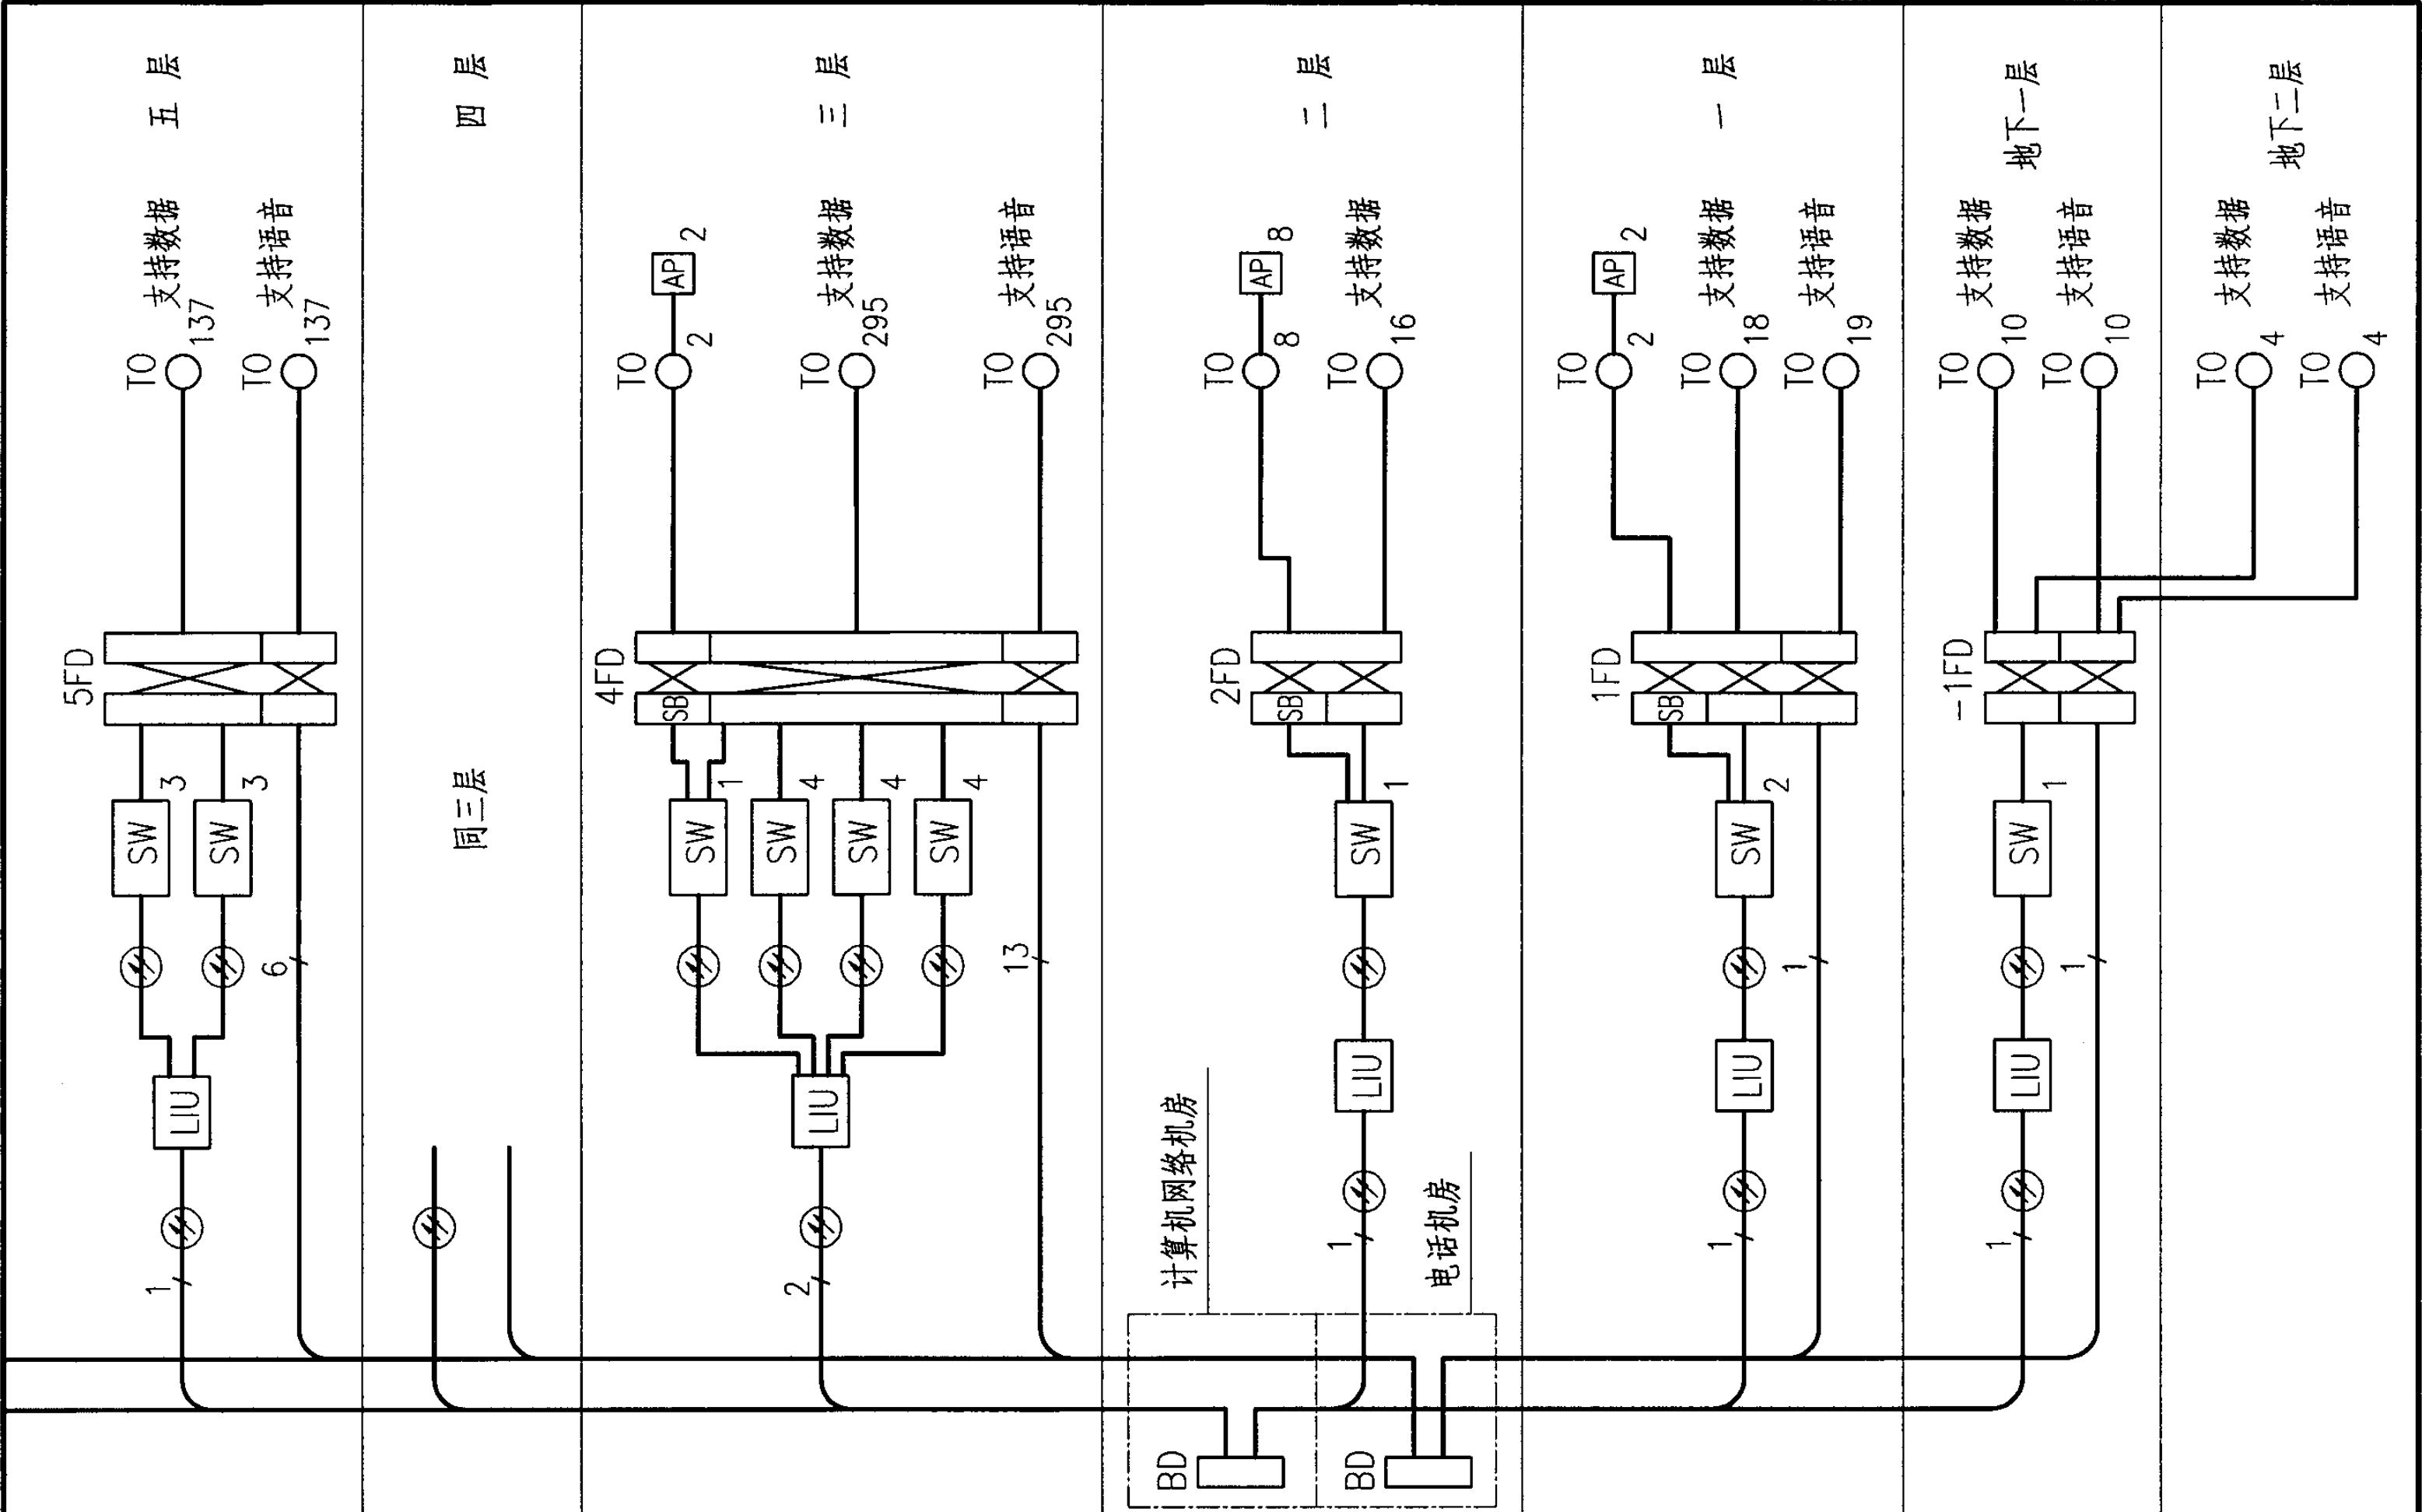 五层
5FD
TO
137
支持数据
TO
137
支持语音
SW
3
SW
3
6
LIU
1
四层
同三层
三层
4FD
SB
TO
2
AP
2
TO
295
支持数据
TO
295
支持语音
SW
1
SW
4
SW
4
SW
4
13
LIU
2
二层
2FD
SB
TO
8
AP
8
TO
16
支持数据
SW
1
LIU
1
计算机网络机房
电话机房
BD
BD
一层
1FD
SB
TO
2
AP
2
TO
18
支持数据
TO
19
支持语音
SW
2
1
LIU
1
地下一层
-1FD
TO
10
支持数据
TO
10
支持语音
SW
1
1
LIU
1
地下二层
TO
4
支持数据
TO
4
支持语音